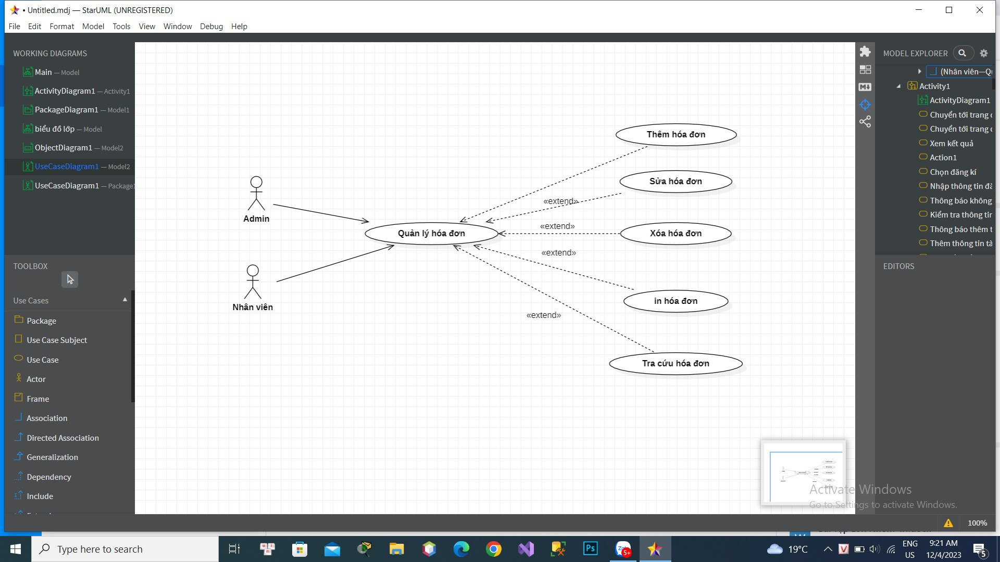 • Untitled.mdj — StarUML (UNREGISTERED)
File Edit Format Model Tools View Window Debug Help
WORKING DIAGRAMS
Main — Model
ActivityDiagram1 — Activity1
PackageDiagram1 — Model1
biểu đồ lớp — Model
ObjectDiagram1 — Model2
UseCaseDiagram1 — Model2
UseCaseDiagram1 — Package1
TOOLBOX
Use Cases
Package
Use Case Subject
Use Case
Actor
Frame
Association
Directed Association
Generalization
Dependency
Include
Admin
Nhân viên
Quản lý hóa đơn
Thêm hóa đơn
Sửa hóa đơn
Xóa hóa đơn
in hóa đơn
Tra cứu hóa đơn
«extend»
«extend»
«extend»
«extend»
MODEL EXPLORER
(Nhân viên—Qu
Activity1
ActivityDiagram1
Chuyển tới trang
Chuyển tới trang
Xem kết quả
Action1
Chọn đăng kí
Nhập thông tin
Thông báo không
Kiểm tra thông tin
Thông báo thêm
Thêm thông tin
EDITORS
Activate Windows
Go to Settings to activate Windows.
100%
Type here to search
5+
19°C
ENG
US
9:21 AM
12/4/2023
5